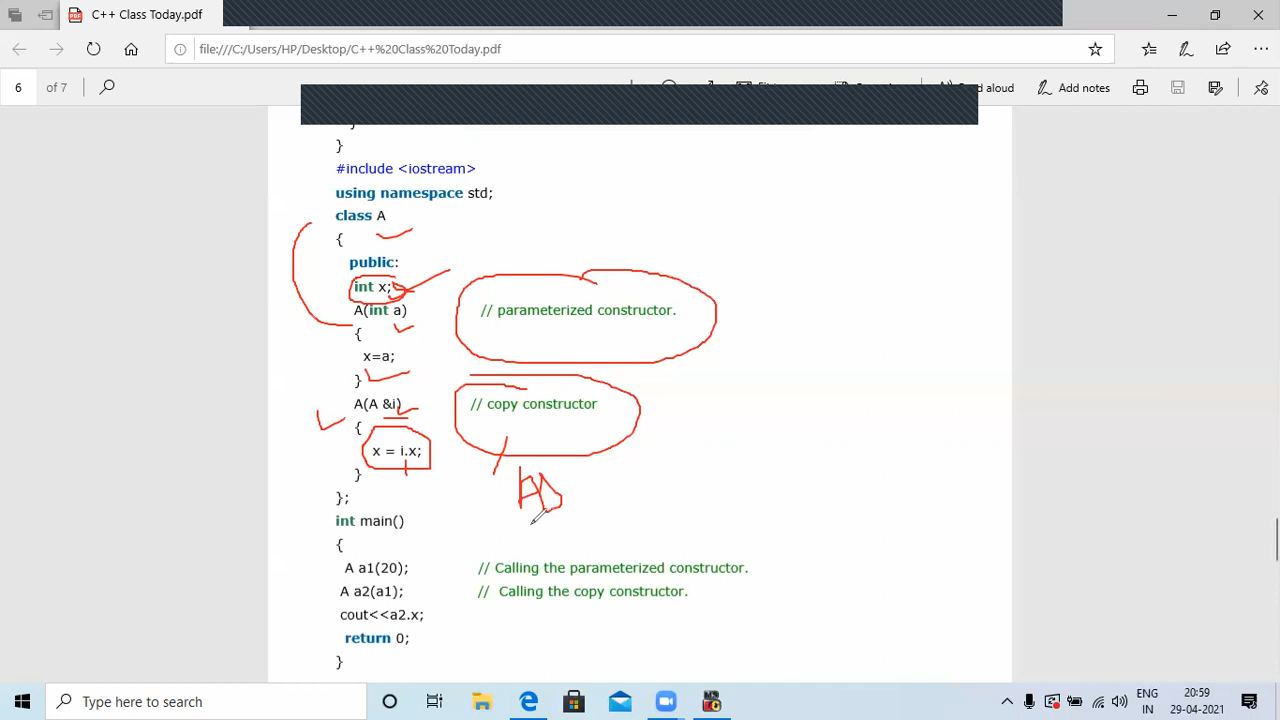 C++ Class Today.pdf
file:///C:/Users/HP/Desktop/C++%20Class%20Today.pdf
6 of 7
aloud Add notes
}
#include <iostream>
using namespace std;
class A
{
public:
int x;
A(int a) // parameterized constructor.
{
x=a;
}
A(A &i) // copy constructor
{
x = i.x;
}
};
int main()
{
A a1(20); // Calling the parameterized constructor.
A a2(a1); // Calling the copy constructor.
cout<<a2.x;
return 0;
}
Type here to search
ENG 20:59
IN 29-04-2021